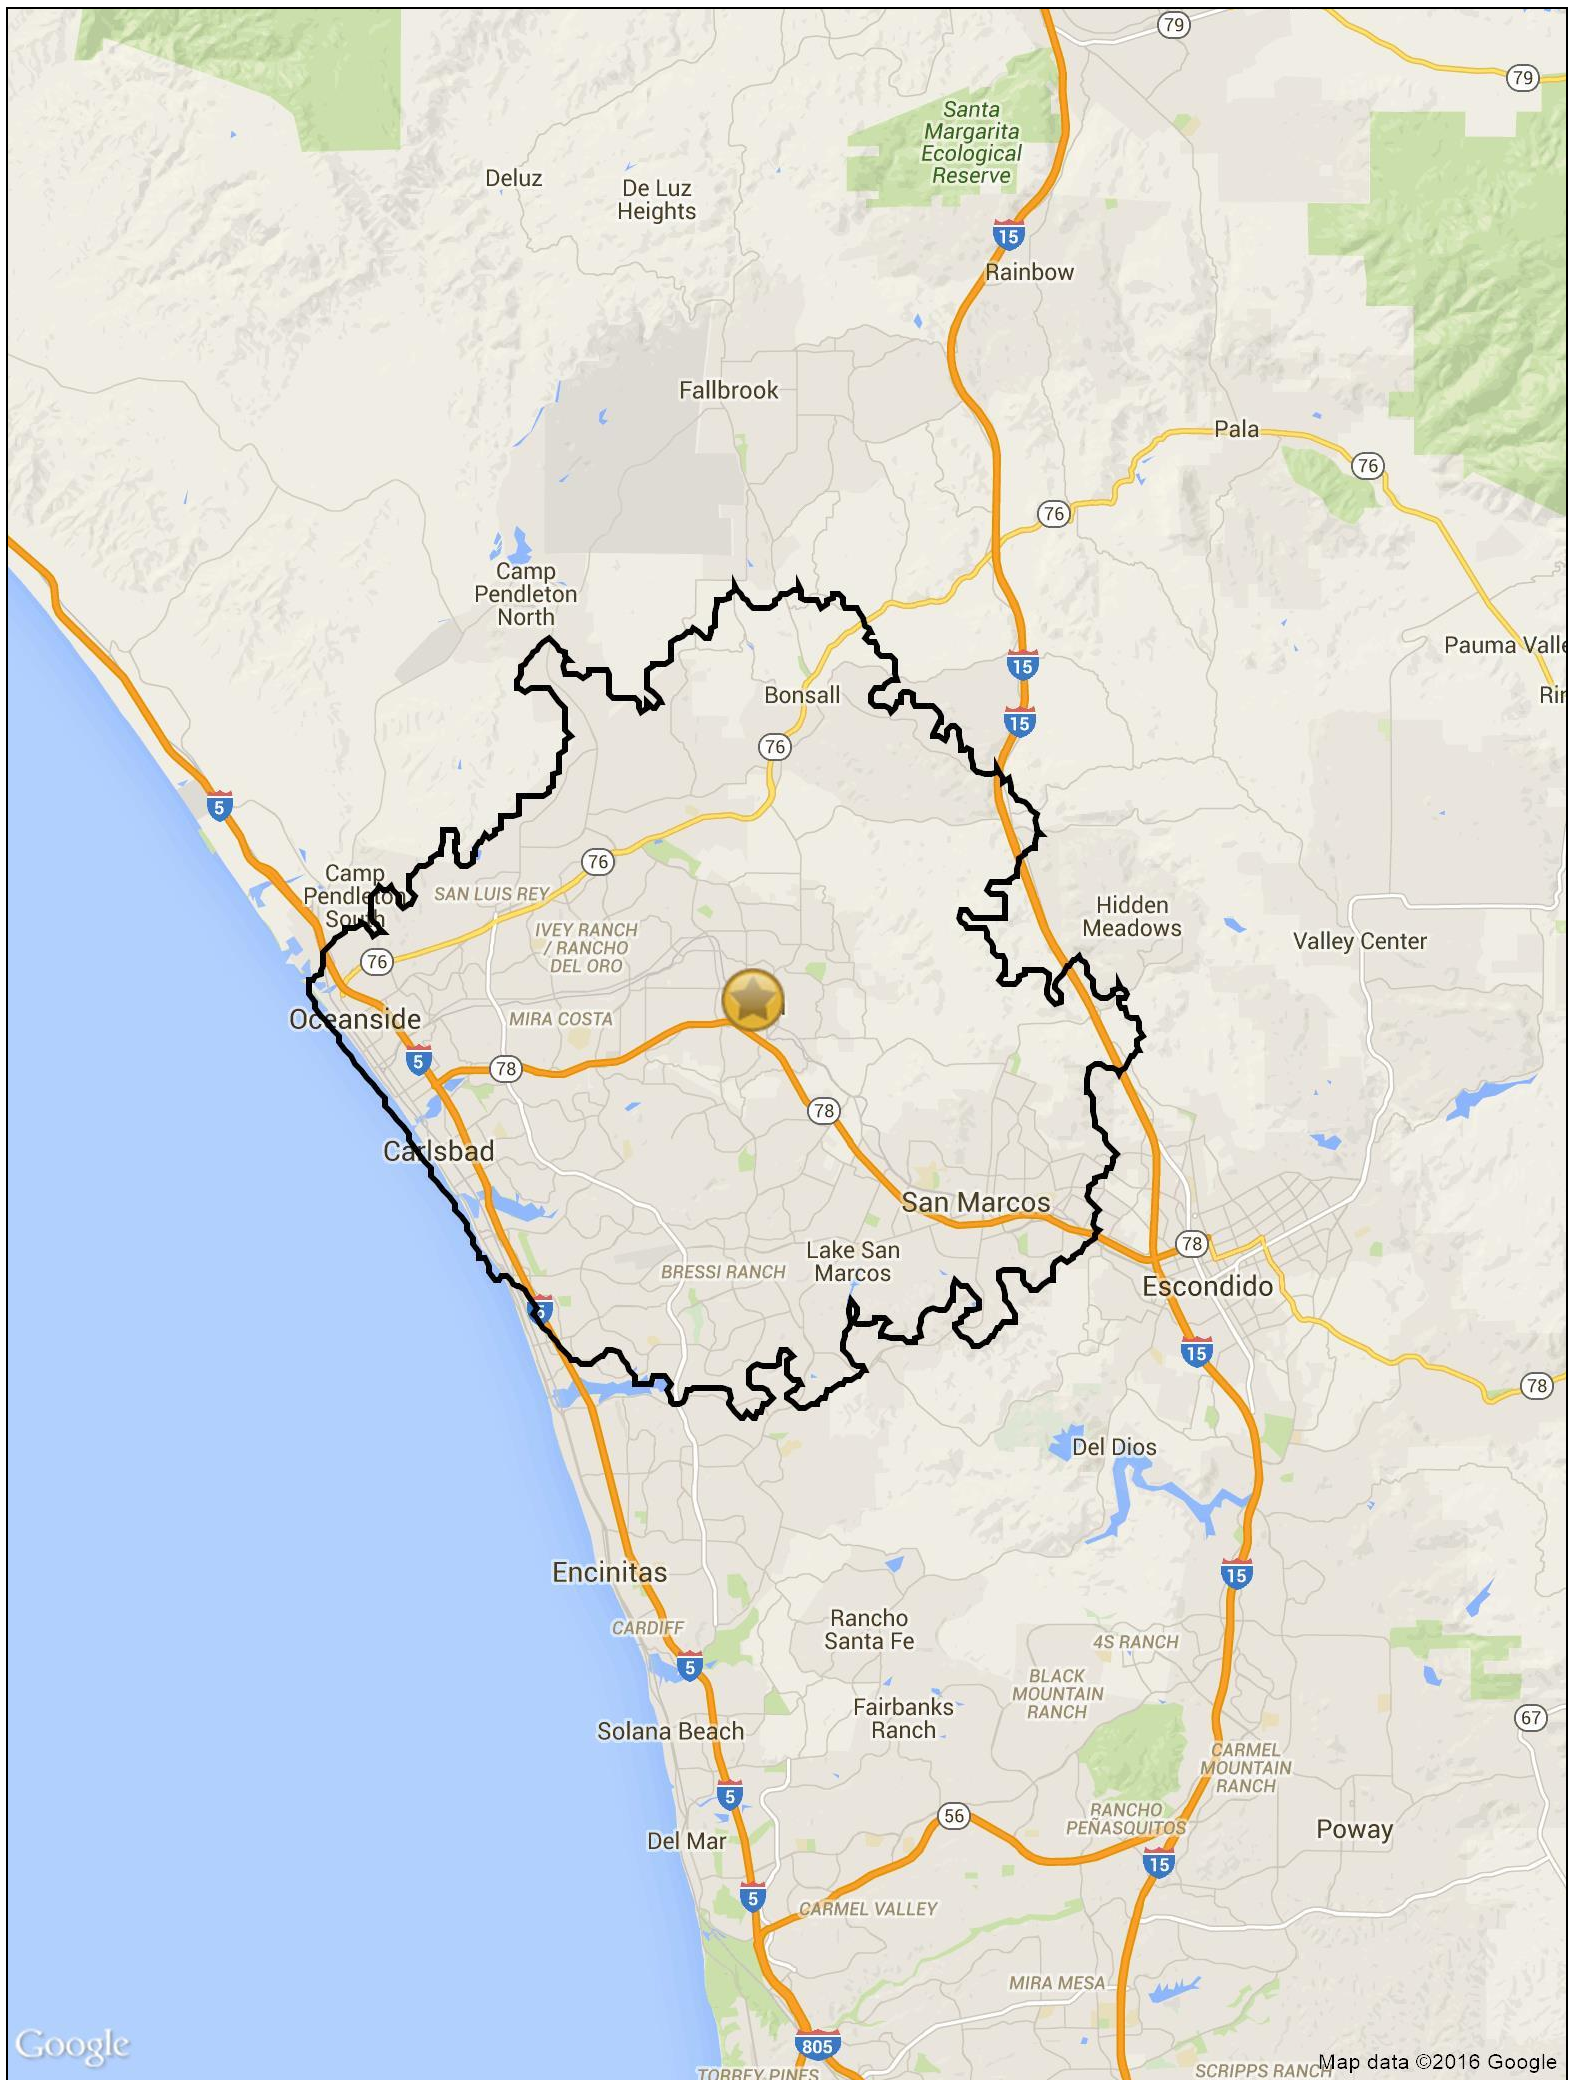 79
79
Santa
Margarita
Ecological
Reserve
Deluz
De Luz
Heights
15
Rainbow
Fallbrook
Pala
76
76
Camp
Pendleton
North
Pauma Valle
15
Rin
Bonsall
15
76
5
76
Camp
Pendleton
South
SAN LUIS REY
Hidden
Meadows
IVEY RANCH
/ RANCHO
DEL ORO
Valley Center
76
Oceanside
MIRA COSTA
5
78
78
Carlsbad
San Marcos
78
Lake San
Marcos
BRESSI RANCH
Escondido
5
15
78
Del Dios
Encinitas
15
Rancho
Santa Fe
CARDIFF
4S RANCH
5
BLACK
MOUNTAIN
RANCH
Fairbanks
Ranch
67
Solana Beach
CARMEL
MOUNTAIN
RANCH
5
56
RANCHO
PEÑASQUITOS
Poway
Del Mar
15
5
CARMEL VALLEY
MIRA MESA
Google
805
TORREY PINES
SCRIPPS RANCH
Map data ©2016 Google